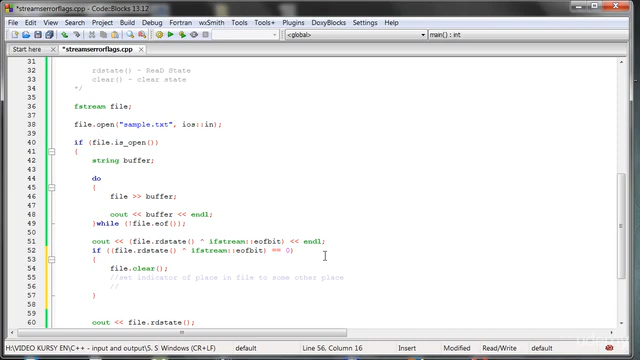 *streamserrorflags.cpp - Code::Blocks 13.12
File Edit View Search Project Build Debug Fortran wxSmith Tools Tools+ Plugins DoxyBlocks Settings Help
<global> main() : int
Start here *streamserrorflags.cpp
31
32 rdstate() - ReaD State
33 clear() - clear state
34 */
35
36 fstream file;
37
38 file.open("sample.txt", ios::in);
39
40 if (file.is_open())
41 {
42 string buffer;
43
44 do
45 {
46 file >> buffer;
47
48 cout << buffer << endl;
49 }while (!file.eof());
50
51 cout << (file.rdstate() ^ ifstream::eofbit) << endl;
52 if ((file.rdstate() ^ ifstream::eofbit) == 0)
53 {
54 file.clear();
55 //set indicator of place in file to some other place
56 //
57 }
58
59
60 cout << file.rdstate();
H:\VIDEO KURSY EN\C++ - input and output\5. S Windows (CR+LF) default Line 56, Column 16 Insert Modified Read/Write default